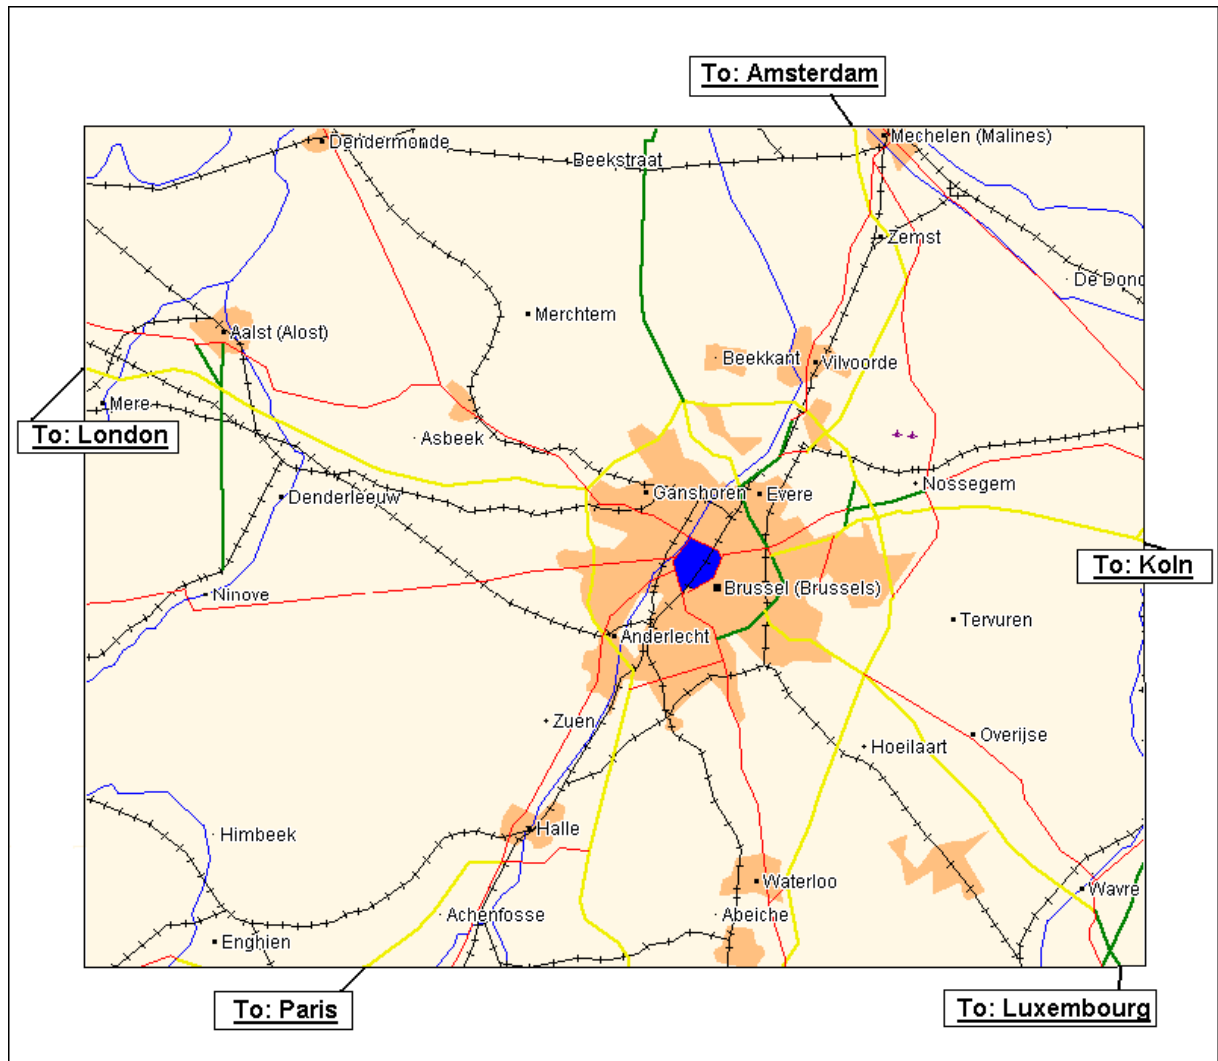 To: Amsterdam
Mechelen (Malines)
Dendermonde
Beekstraat
Zemst
De Donc
Merchtem
Aalst (Alost)
Beekkant
Vilvoorde
Mere
To: London
Asbeek
Nossegem
Ganshoren
Evere
Denderleeuw
To: Koln
Brussel (Brussels)
Ninove
Tervuren
Anderlecht
Zuen
Overijse
Hoeilaart
Halle
Himbeek
Waterloo
Wavre
Achenfosse
Abeiche
Enghien
To: Paris
To: Luxembourg